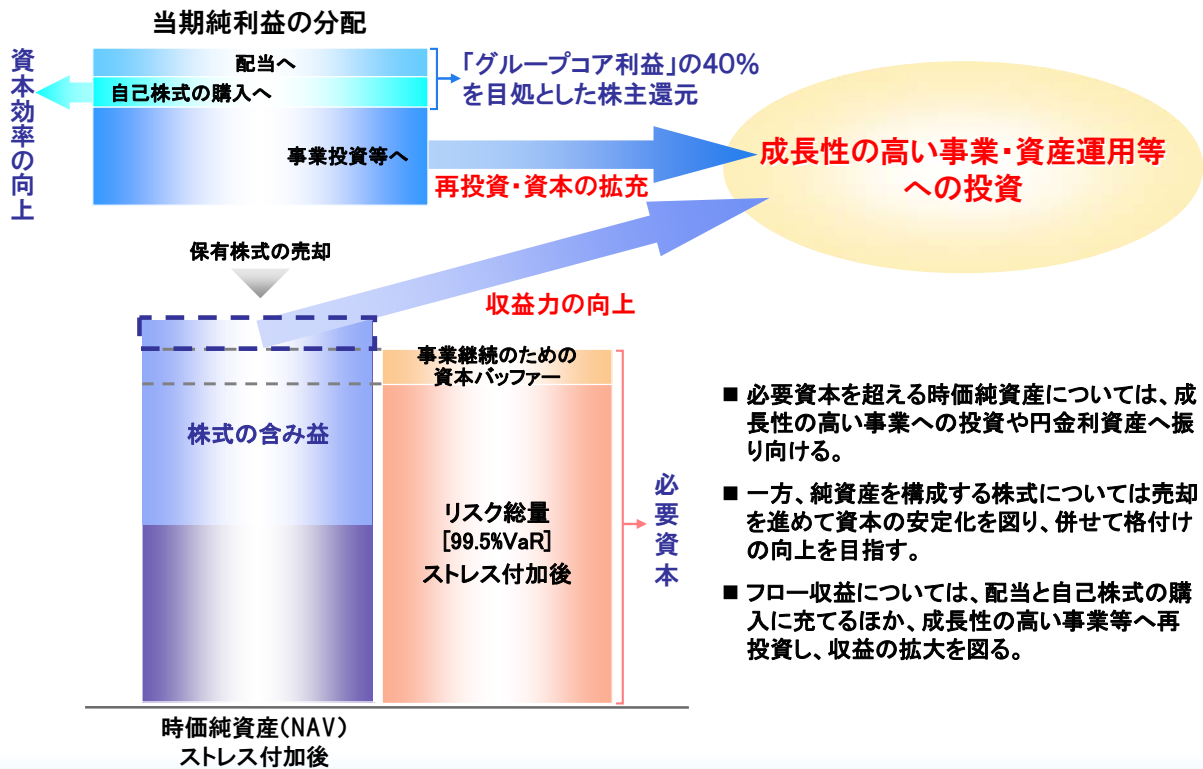 当期純利益の分配
資本効率の向上
配当へ
自己株式の購入へ
事業投資等へ
「グループコア利益」の40%
を目処とした株主還元
再投資・資本の拡充
成長性の高い事業・資産運用等
への投資
保有株式の売却
収益力の向上
株式の含み益
事業継続のための
資本バッファー
リスク総量
[99.5%VaR]
ストレス付加後
必要資本
時価純資産(NAV)
ストレス付加後
■ 必要資本を超える時価純資産については、成
長性の高い事業への投資や円金利資産へ振
り向ける。
■ 一方、純資産を構成する株式については売却
を進めて資本の安定化を図り、併せて格付け
の向上を目指す。
■ フロー収益については、配当と自己株式の購
入に充てるほか、成長性の高い事業等へ再
投資し、収益の拡大を図る。